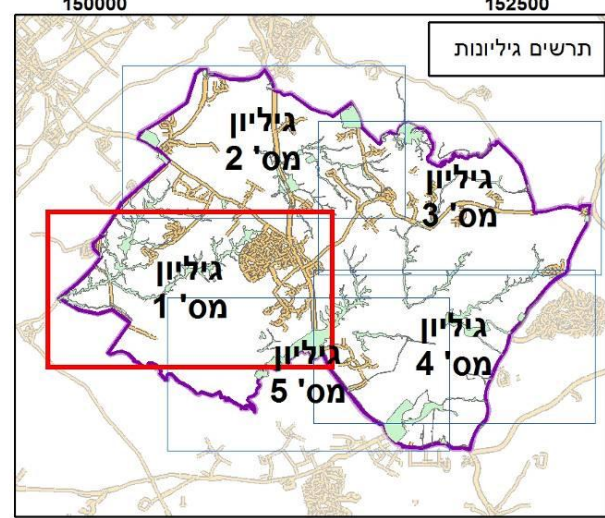 150000 152500
תרשים גיליונות
גיליון
מס' 2
גיליון
מס' 3
גיליון
מס' 1
גיליון
מס' 4
גיליון
מס' 5